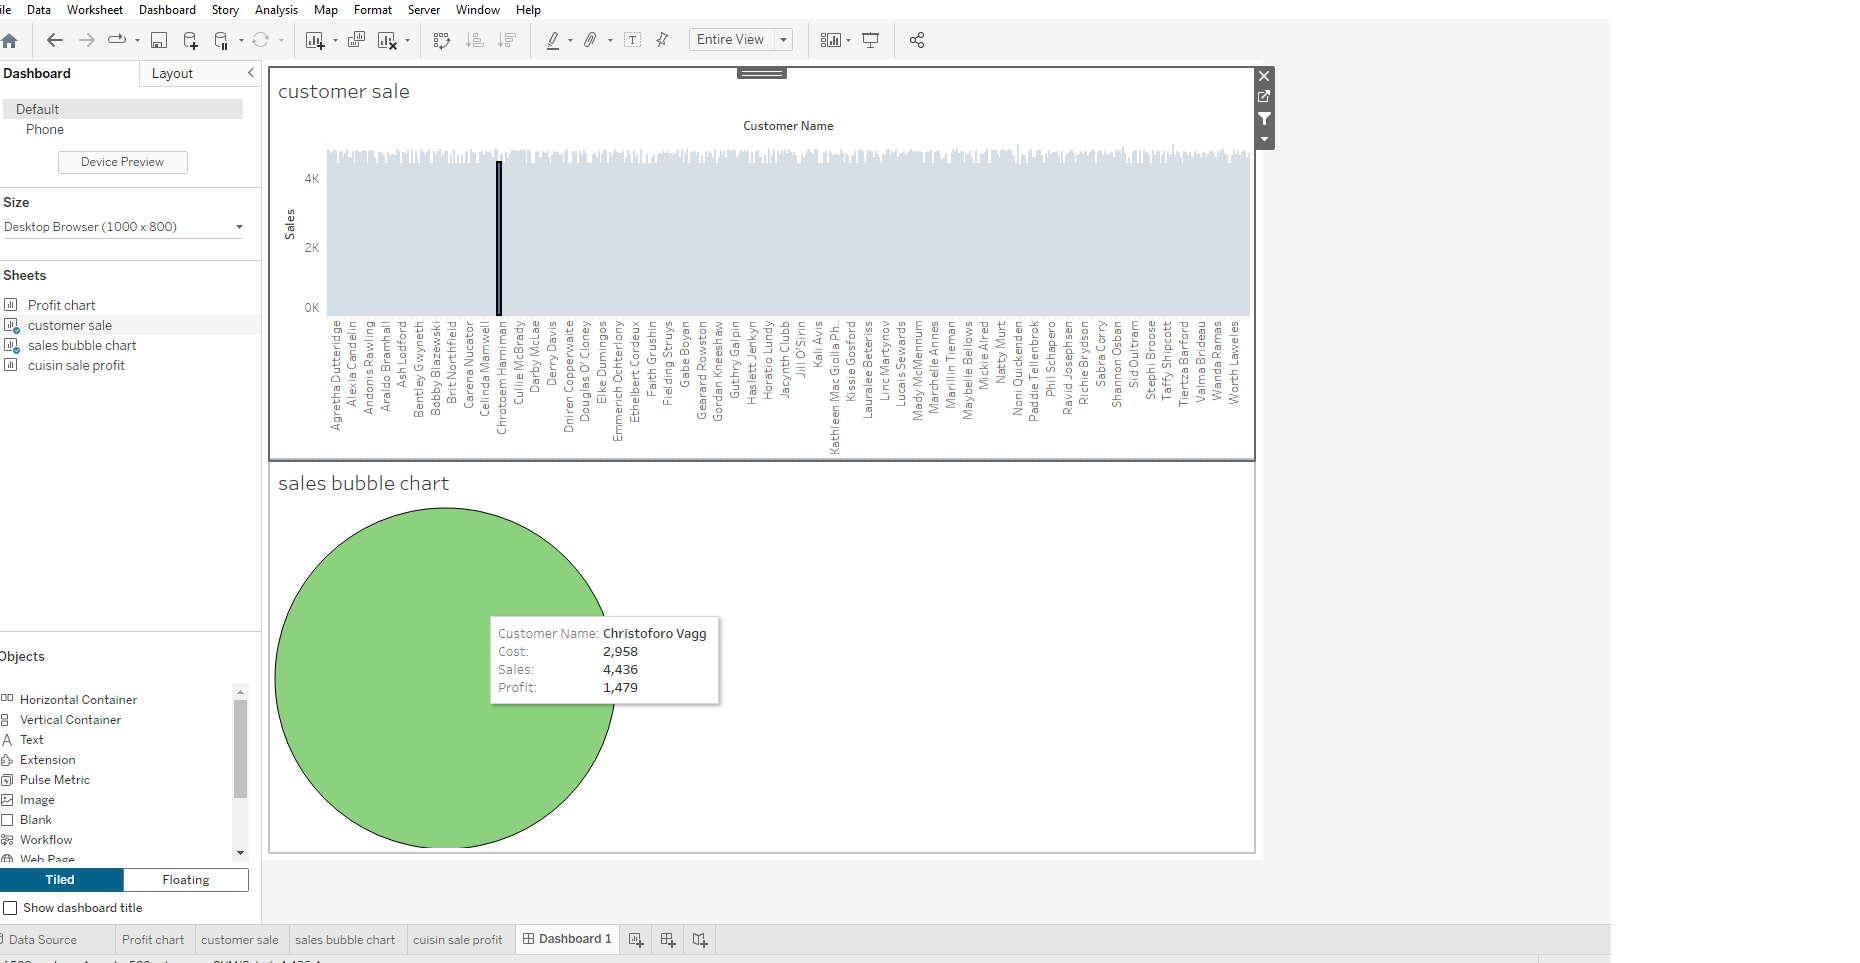 ile Data Worksheet Dashboard Story Analysis Map Format Server Window Help
Entire View
Dashboard Layout
Default
Phone
Device Preview
Size
Desktop Browser (1000 x 800)
Sheets
Profit chart
customer sale
sales bubble chart
cuisin sale profit
Objects
Horizontal Container
Vertical Container
Text
Extension
Pulse Metric
Image
Blank
Workflow
Web Page
Tiled Floating
Show dashboard title
customer sale
Customer Name
Sales
4K
2K
0K
Agretha Dutteridge
Alexia Candelin
Andonis Rawling
Araldo Bramhall
Ash Lodford
Bentley Gwyneth
Bobby Blazewski
Brit Northfield
Carena Nucator
Celinda Mamwell
Chrotoem Harniman
Cullie McBrady
Darby McLae
Derry Davis
Dniren Copperwaite
Douglas O' Cloney
Elke Dumingos
Emmerich Ochterlony
Ethelbert Cordeux
Faith Grushin
Fielding Struys
Gabe Boyan
Gearard Rowston
Gordan Kneeshaw
Guthry Galpin
Haslett Jenkyn
Horatio Lundy
Jacynth Clubb
Jill O'Sirin
Kali Avis
Kathleen Mac Giolla Ph..
Kissie Gosford
Lauralee Beteriss
Linc Martynov
Lucais Sewards
Mady McMennum
Marchelle Annes
Marillin Tieman
Maybelle Bellows
Mickie Alred
Natty Murt
Noni Quickenden
Paddie Tellenbrok
Phil Schapero
Ravid Josephsen
Richie Brydson
Sabra Corry
Shannon Osban
Sid Oultram
Stephi Broose
Taffy Shipcott
Tiertza Barford
Valma Brideau
Wanda Ramas
Worth Laweles
sales bubble chart
Customer Name: Christoforo Vagg
Cost: 2,958
Sales: 4,436
Profit: 1,479
Data Source Profit chart customer sale sales bubble chart cuisin sale profit Dashboard 1